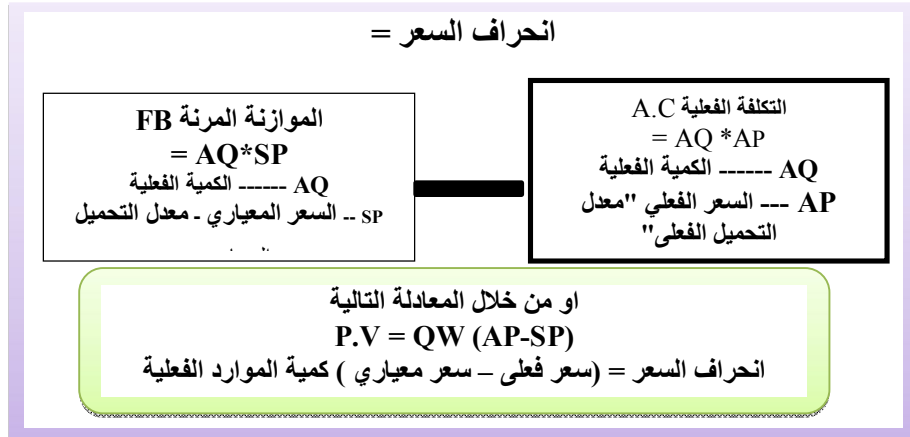 انحراف السعر =
التكلفة الفعلية A.C
= AQ *AP
AQ ------ الكمية الفعلية
AP --- السعر الفعلي "معدل
التحميل الفعلى"
الموازنة المرنة FB
= AQ*SP
AQ ------ الكمية الفعلية
SP -- السعر المعياري - معدل التحميل
او من خلال المعادلة التالية
P.V = QW (AP-SP)
انحراف السعر = (سعر فعلى – سعر معياري ) كمية الموارد الفعلية